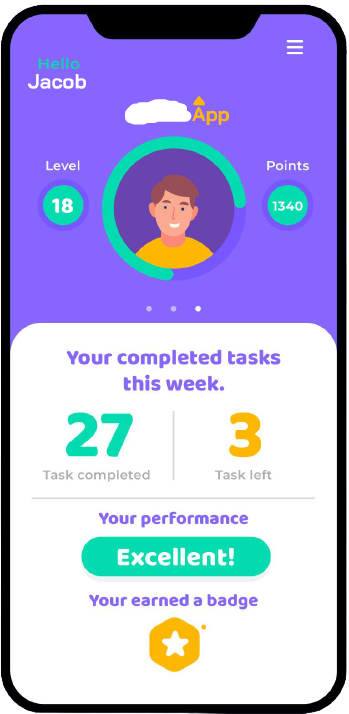 Hello
Jacob
App
Level
Points
18
1340
Your completed tasks
this week.
27
3
Task completed
Task left
Your performance
Excellent!
Your earned a badge